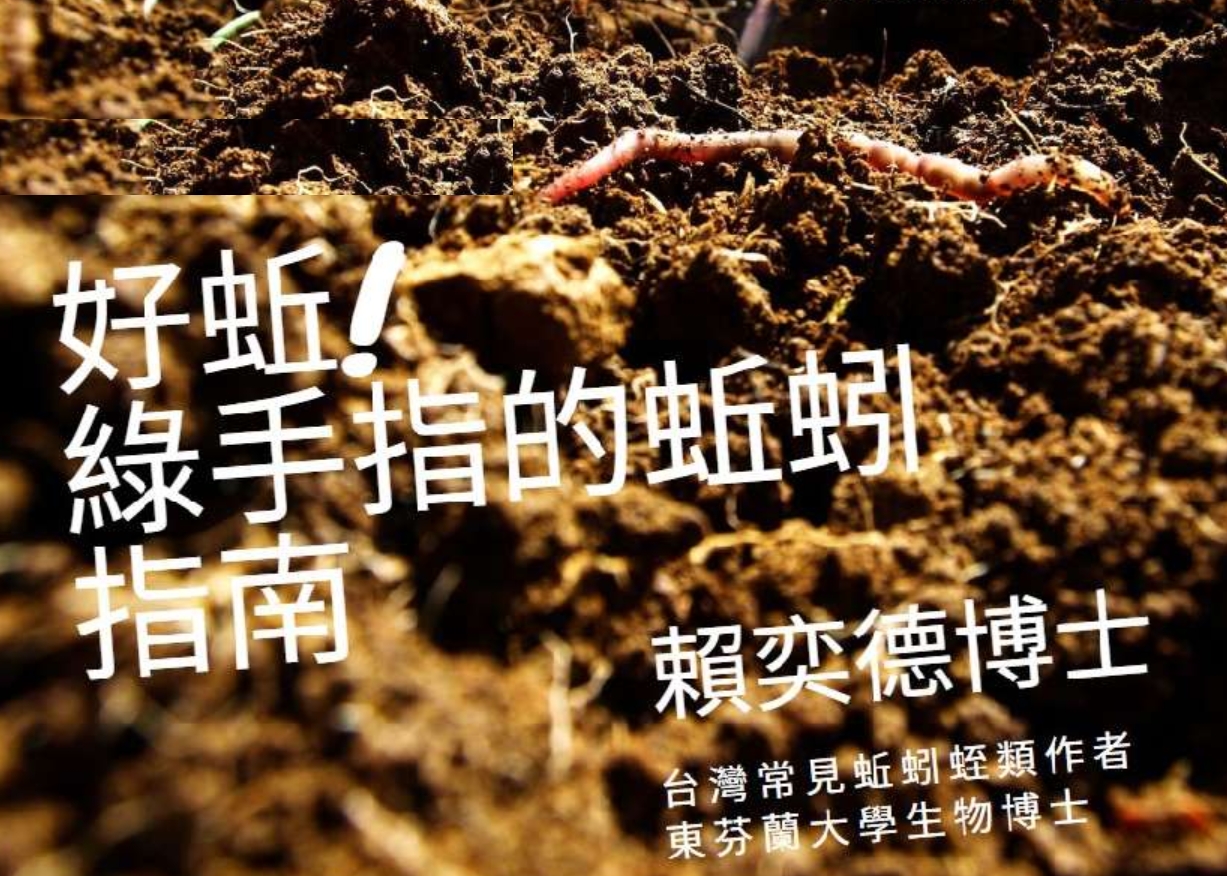 好蚯!
綠手指的蚯蚓
指南
賴奕德博士
台灣常見蚯蚓蛭類作者
東芬蘭大學生物博士